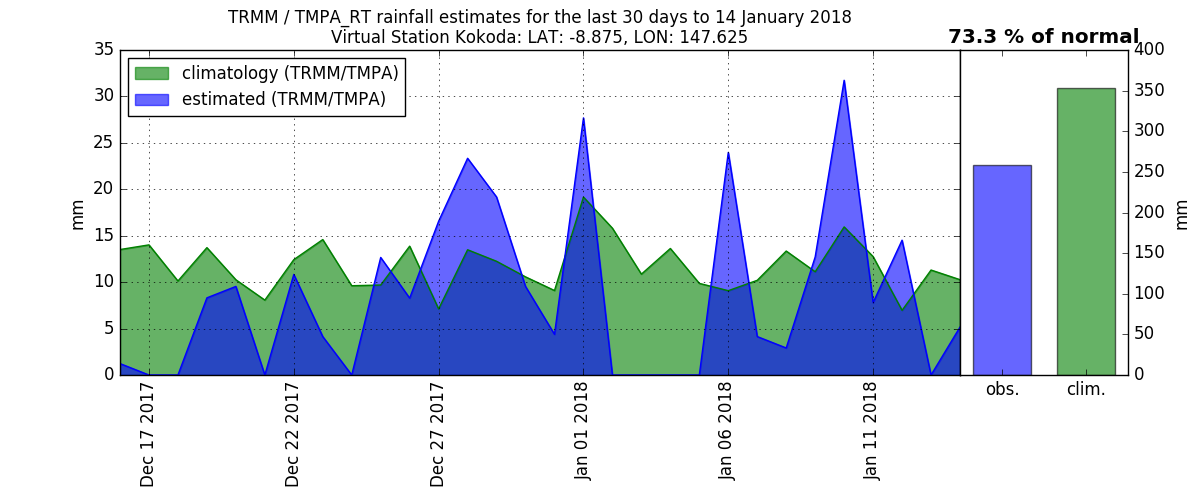 TRMM / TMPA_RT rainfall estimates for the last 30 days to 14 January 2018
Virtual Station Kokoda: LAT: -8.875, LON: 147.625
73.3 % of normal
climatology (TRMM/TMPA)
estimated (TRMM/TMPA)
35
30
25
20
15
10
5
0
mm
Dec 17 2017
Dec 22 2017
Dec 27 2017
Jan 01 2018
Jan 06 2018
Jan 11 2018
400
350
300
250
200
150
100
50
0
mm
obs.
clim.